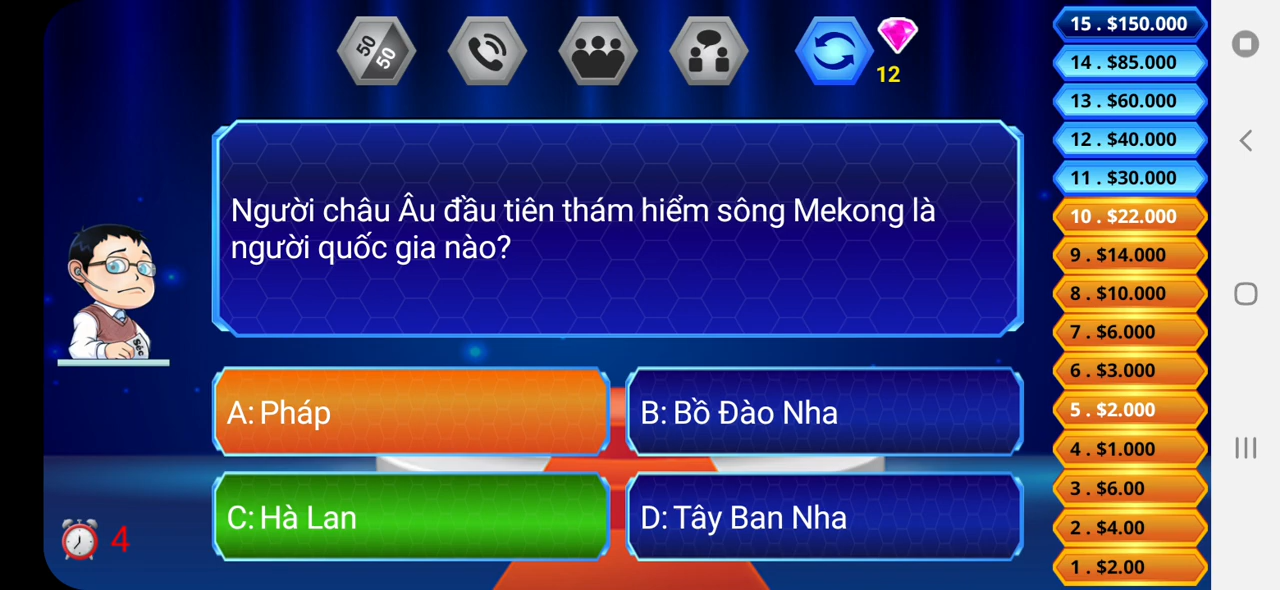 50
50
12
Người châu Âu đầu tiên thám hiểm sông Mekong là
người quốc gia nào?
A: Pháp
B: Bồ Đào Nha
C: Hà Lan
D: Tây Ban Nha
4
15 . $150.000
14 . $85.000
13 . $60.000
12 . $40.000
11 . $30.000
10 . $22.000
9 . $14.000
8 . $10.000
7 . $6.000
6 . $3.000
5 . $2.000
4 . $1.000
3 . $6.00
2 . $4.00
1 . $2.00